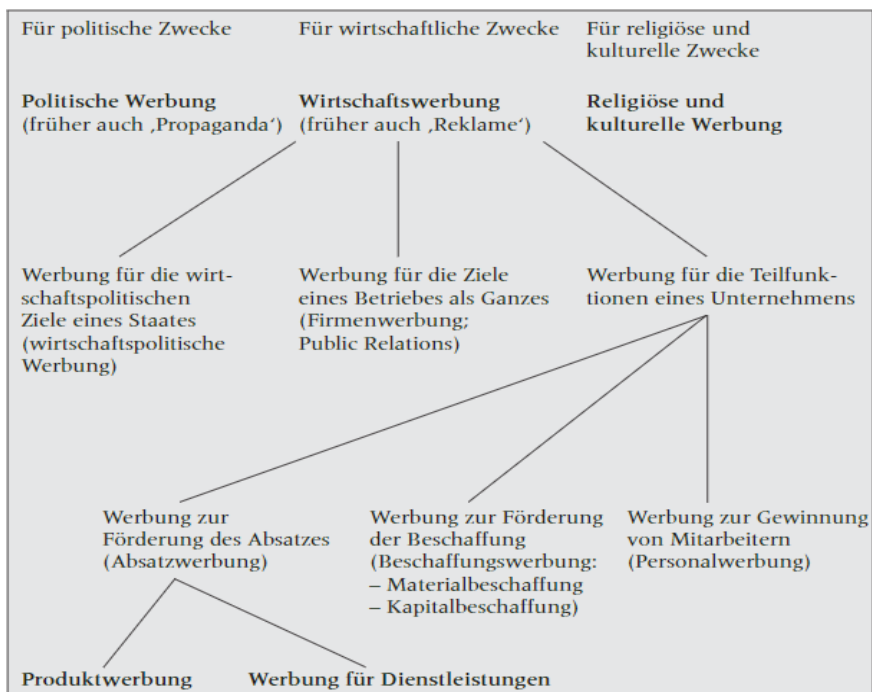 Für politische Zwecke
Für wirtschaftliche Zwecke
Für religiöse und
kulturelle Zwecke
Politische Werbung
(früher auch ‚Propaganda‘)
Wirtschaftswerbung
(früher auch ‚Reklame‘)
Religiöse und
kulturelle Werbung
Werbung für die wirt-
schaftspolitischen
Ziele eines Staates
(wirtschaftspolitische
Werbung)
Werbung für die Ziele
eines Betriebes als Ganzes
(Firmenwerbung;
Public Relations)
Werbung für die Teilfunk-
tionen eines Unternehmens
Werbung zur
Förderung des Absatzes
(Absatzwerbung)
Werbung zur Förderung
der Beschaffung
(Beschaffungswerbung:
– Materialbeschaffung
– Kapitalbeschaffung)
Werbung zur Gewinnung
von Mitarbeitern
(Personalwerbung)
Produktwerbung
Werbung für Dienstleistungen